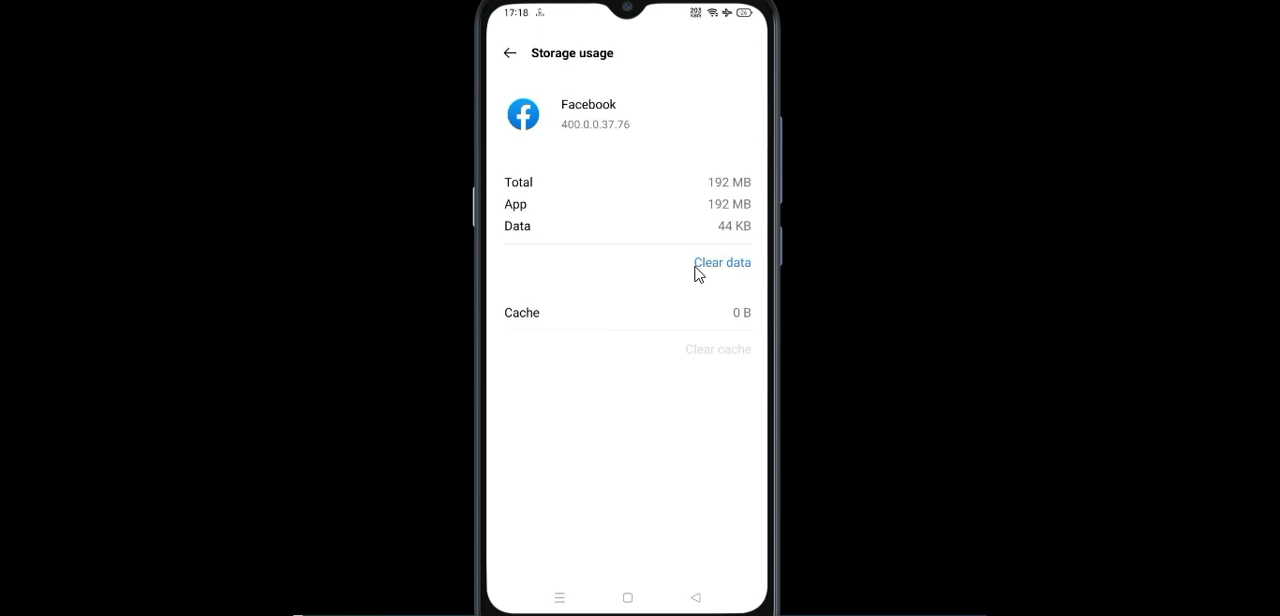 17:18
Storage usage
Facebook
400.0.0.37.76
Total 192 MB
App 192 MB
Data 44 KB
Clear data
Cache 0 B
Clear cache